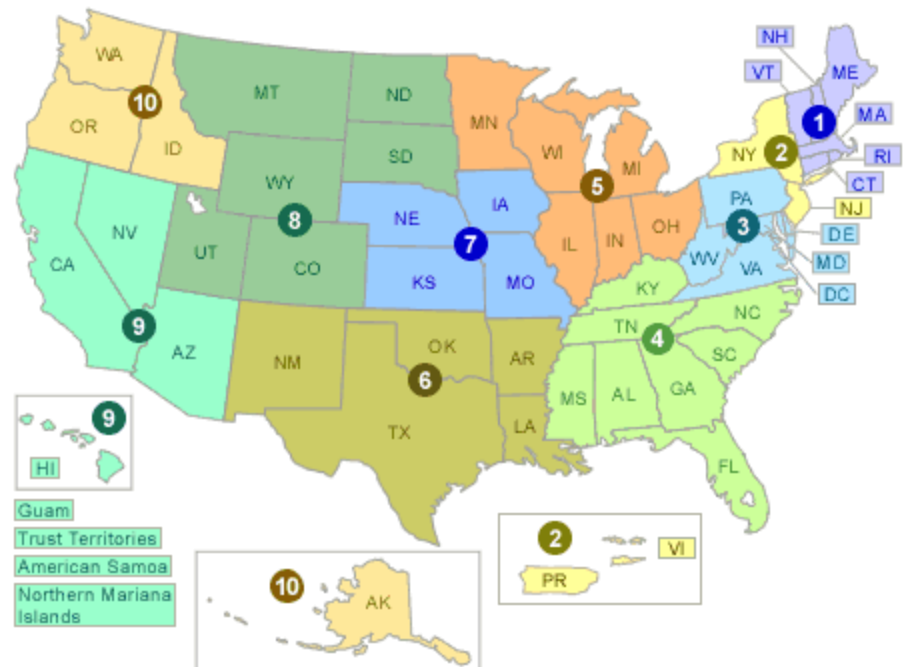 NH
WA
VT
ME
MT
ND
10
MN
MA
OR
1
ID
WI
NY
2
RI
SD
MI
CT
WY
5
PA
NJ
IA
NE
8
3
DE
NV
OH
UT
7
IL
IN
WV
MD
CA
CO
VA
KS
MO
KY
DC
NC
9
TN
4
OK
AZ
AR
SC
NM
6
GA
AL
MS
9
TX
LA
HI
FL
Guam
Trust Territories
2
VI
American Samoa
PR
10
Northern Mariana
Islands
AK